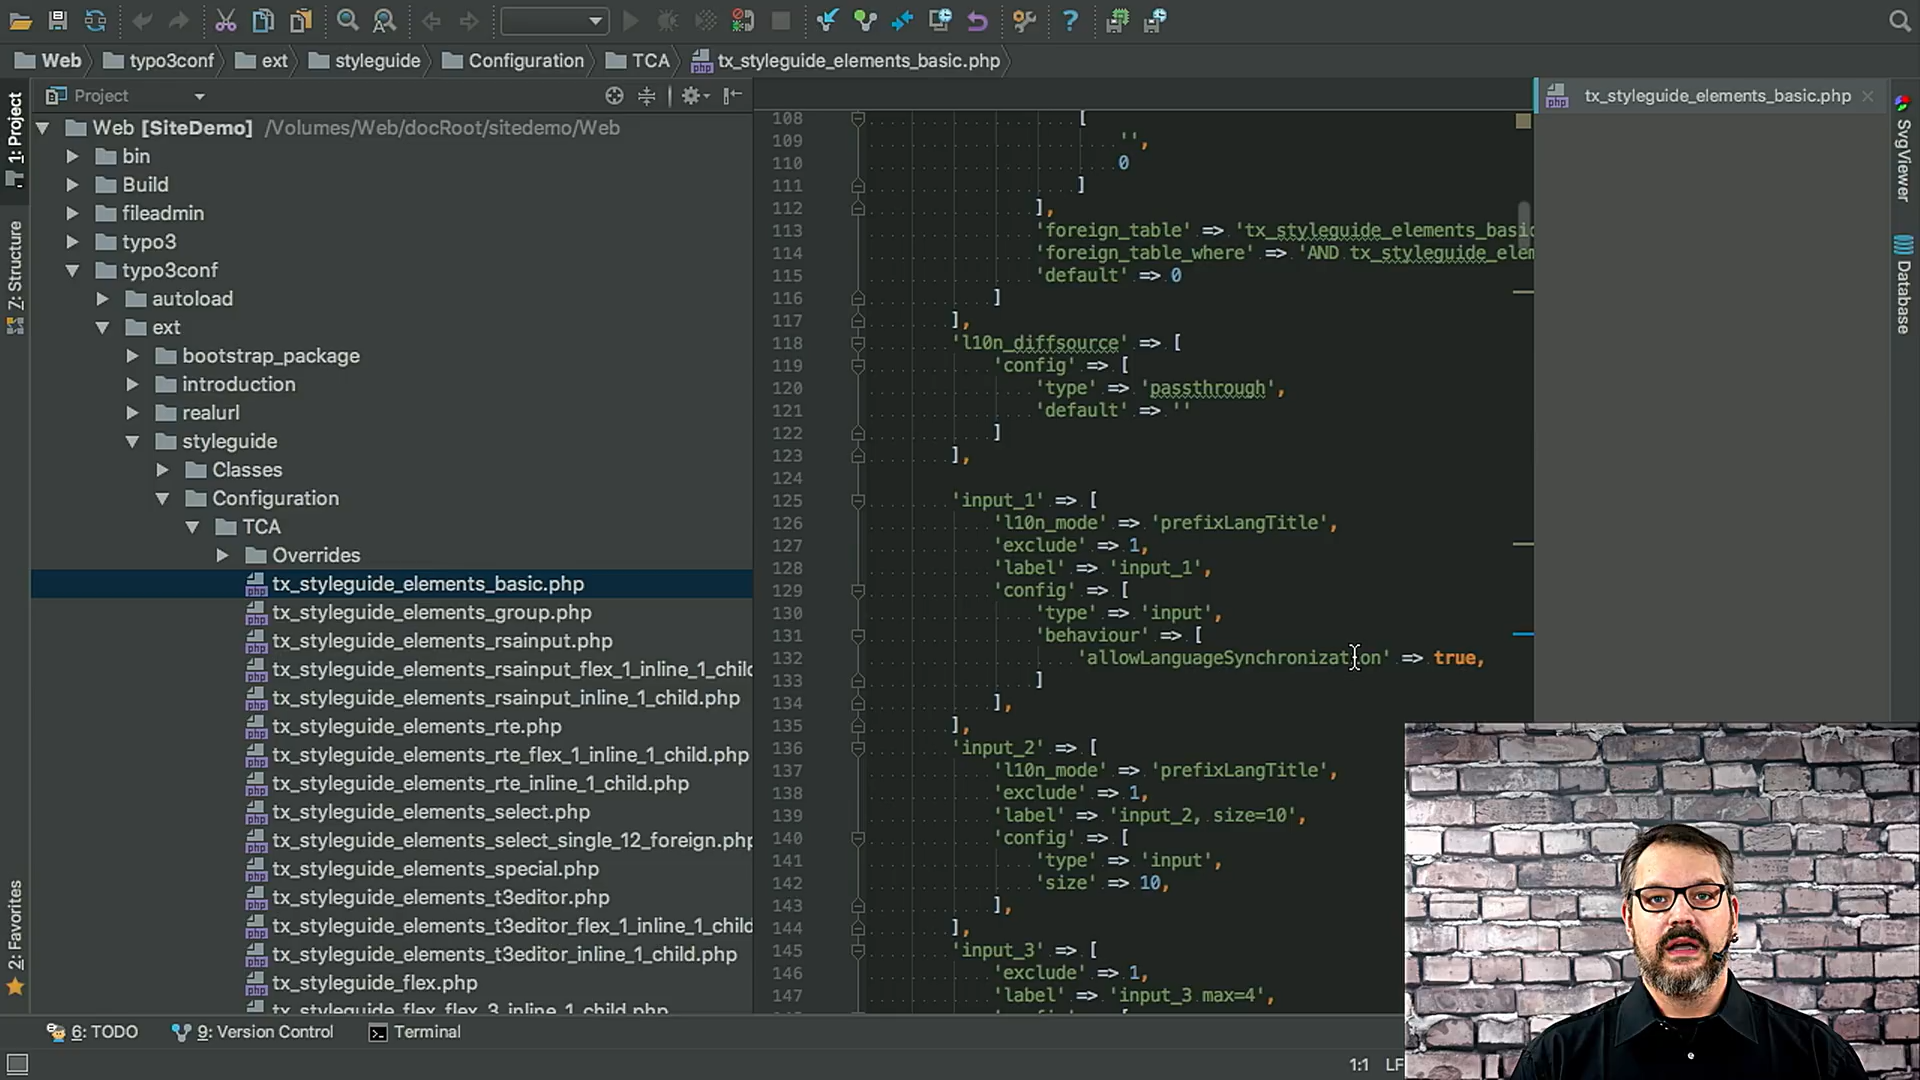 Web
typo3conf
ext
styleguide
Configuration
TCA
tx_styleguide_elements_basic.php
Project
tx_styleguide_elements_basic.php
1: Project
Z: Structure
2: Favorites
SvgViewer
Database
Web [SiteDemo] /Volumes/Web/docRoot/sitedemo/Web
bin
Build
fileadmin
typo3
typo3conf
autoload
ext
bootstrap_package
introduction
realurl
styleguide
Classes
Configuration
TCA
Overrides
tx_styleguide_elements_basic.php
tx_styleguide_elements_group.php
tx_styleguide_elements_rsainput.php
tx_styleguide_elements_rsainput_flex_1_inline_1_chilc
tx_styleguide_elements_rsainput_inline_1_child.php
tx_styleguide_elements_rte.php
tx_styleguide_elements_rte_flex_1_inline_1_child.php
tx_styleguide_elements_rte_inline_1_child.php
tx_styleguide_elements_select.php
tx_styleguide_elements_select_single_12_foreign.php
tx_styleguide_elements_special.php
tx_styleguide_elements_t3editor.php
tx_styleguide_elements_t3editor_flex_1_inline_1_chilc
tx_styleguide_elements_t3editor_inline_1_child.php
tx_styleguide_flex.php
tx_styleguide_flex_flex_3_inline_1_child.php
108 [
109 '',
110 0
111 ]
112 ],
113 'foreign_table' => 'tx_styleguide_elements_basic
114 'foreign_table_where' => 'AND tx_styleguide_elem
115 'default' => 0
116 ]
117 ],
118 'l10n_diffsource' => [
119 'config' => [
120 'type' => 'passthrough',
121 'default' => ''
122 ]
123 ],
124
125 'input_1' => [
126 'l10n_mode' => 'prefixLangTitle',
127 'exclude' => 1,
128 'label' => 'input_1',
129 'config' => [
130 'type' => 'input',
131 'behaviour' => [
132 'allowLanguageSynchronization' => true,
133 ]
134 ],
135 ],
136 'input_2' => [
137 'l10n_mode' => 'prefixLangTitle',
138 'exclude' => 1,
139 'label' => 'input_2, size=10',
140 'config' => [
141 'type' => 'input',
142 'size' => 10,
143 ],
144 ],
145 'input_3' => [
146 'exclude' => 1,
147 'label' => 'input_3 max=4',
6: TODO
9: Version Control
Terminal
1:1 LF